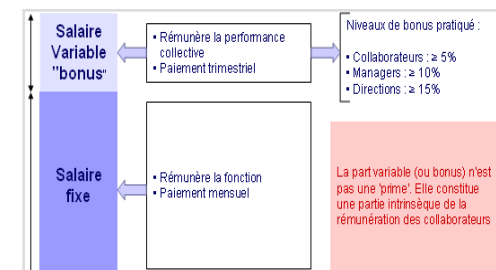 Salaire
Variable
"bonus"
▪ Rémunère la performance
collective
▪ Paiement trimestriel
Niveaux de bonus pratiqué :
▪ Collaborateurs : ≥ 5%
▪ Managers : ≥ 10%
▪ Directions : ≥ 15%
Salaire
fixe
▪ Rémunère la fonction
▪ Paiement mensuel
La part variable (ou bonus) n'est
pas une 'prime'. Elle constitue
une partie intrinsèque de la
rémunération des collaborateurs